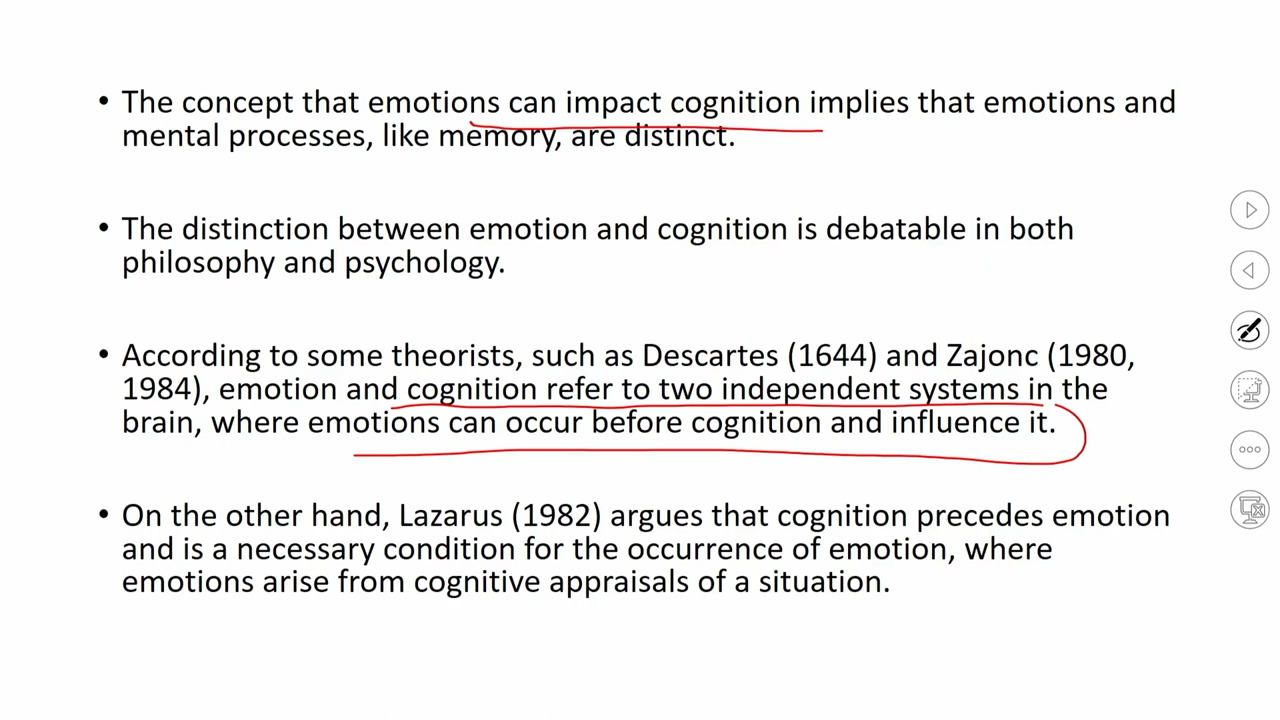 • The concept that emotions can impact cognition implies that emotions and
mental processes, like memory, are distinct.
• The distinction between emotion and cognition is debatable in both
philosophy and psychology.
• According to some theorists, such as Descartes (1644) and Zajonc (1980,
1984), emotion and cognition refer to two independent systems in the
brain, where emotions can occur before cognition and influence it.
• On the other hand, Lazarus (1982) argues that cognition precedes emotion
and is a necessary condition for the occurrence of emotion, where
emotions arise from cognitive appraisals of a situation.